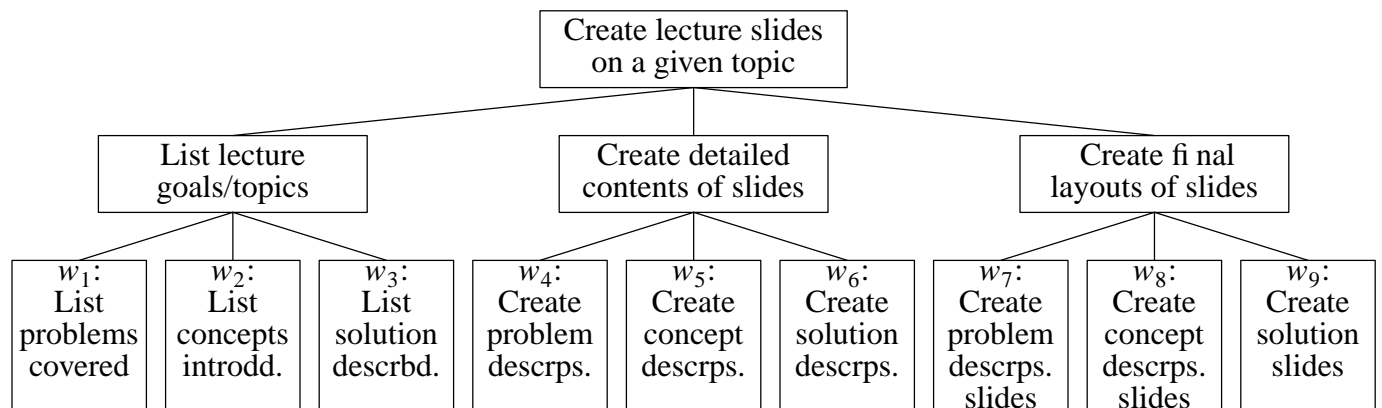 Create lecture slides
on a given topic
List lecture
goals/topics
Create detailed
contents of slides
Create fi nal
layouts of slides
w1:
List
problems
covered
w2:
List
concepts
introdd.
w3:
List
solution
descrbd.
w4:
Create
problem
descrps.
w5:
Create
concept
descrps.
w6:
Create
solution
descrps.
w7:
Create
problem
descrps.
slides
w8:
Create
concept
descrps.
slides
w9:
Create
solution
slides